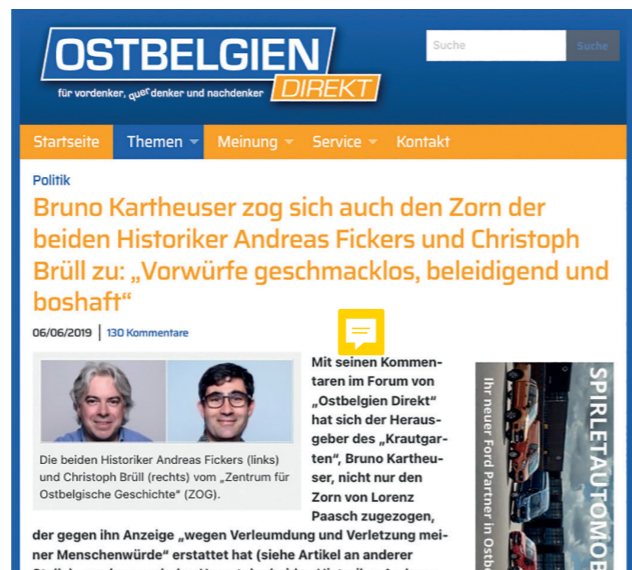 OSTBELGIEN
DIREKT
für vordenker, querdenker und nachdenker
Suche
Suche
Startseite
Themen
Meinung
Service
Kontakt
Politik
Bruno Kartheuser zog sich auch den Zorn der
beiden Historiker Andreas Fickers und Christoph
Brüll zu: „Vorwürfe geschmacklos, beleidigend und
boshaft“
06/06/2019 | 130 Kommentare
Die beiden Historiker Andreas Fickers (links)
und Christoph Brüll (rechts) vom „Zentrum für
Ostbelgische Geschichte“ (ZOG).
Mit seinen Kommen-
taren im Forum von
„Ostbelgien Direkt“
hat sich der Heraus-
geber des „Krautgar-
ten“, Bruno Kartheu-
ser, nicht nur den
Zorn von Lorenz
Paasch zugezogen,
der gegen ihn Anzeige „wegen Verleumdung und Verletzung mei-
ner Menschenwürde“ erstattet hat (siehe Artikel an anderer
SPIRLETAUTOMOB
Ihr neuer Ford Partner in Ostbe